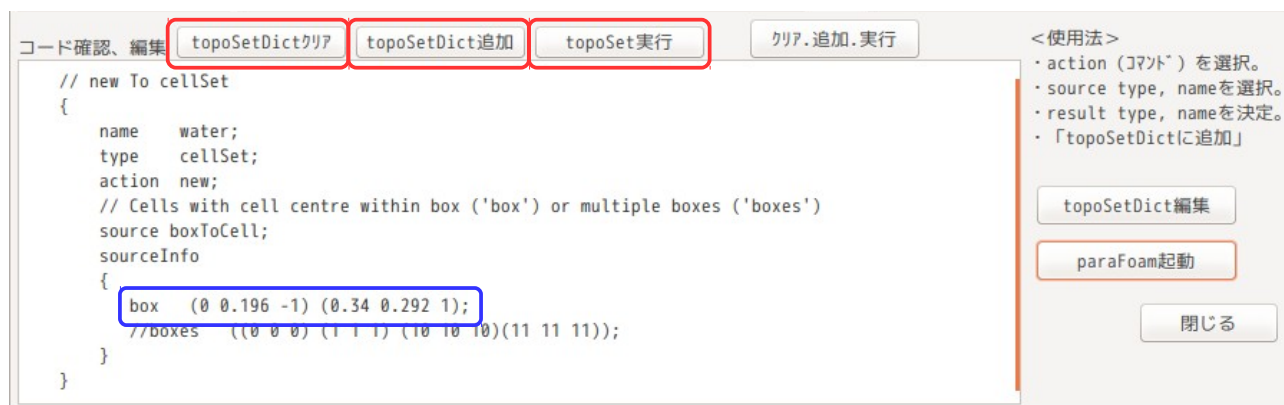 コード確認、編集 topoSetDictｸﾘｱ topoSetDict追加 topoSet実行 ｸﾘｱ.追加.実行
// new To cellSet
{
name water;
type cellSet;
action new;
// Cells with cell centre within box ('box') or multiple boxes ('boxes')
source boxToCell;
sourceInfo
{
box (0 0.196 -1) (0.34 0.292 1);
//boxes ((0 0 0) (1 1 1) (10 10 10)(11 11 11));
}
}
<使用法>
・action (ｺﾏﾝﾄﾞ) を選択。
・source type, nameを選択。
・result type, nameを決定。
・「topoSetDictに追加」
topoSetDict編集
paraFoam起動
閉じる